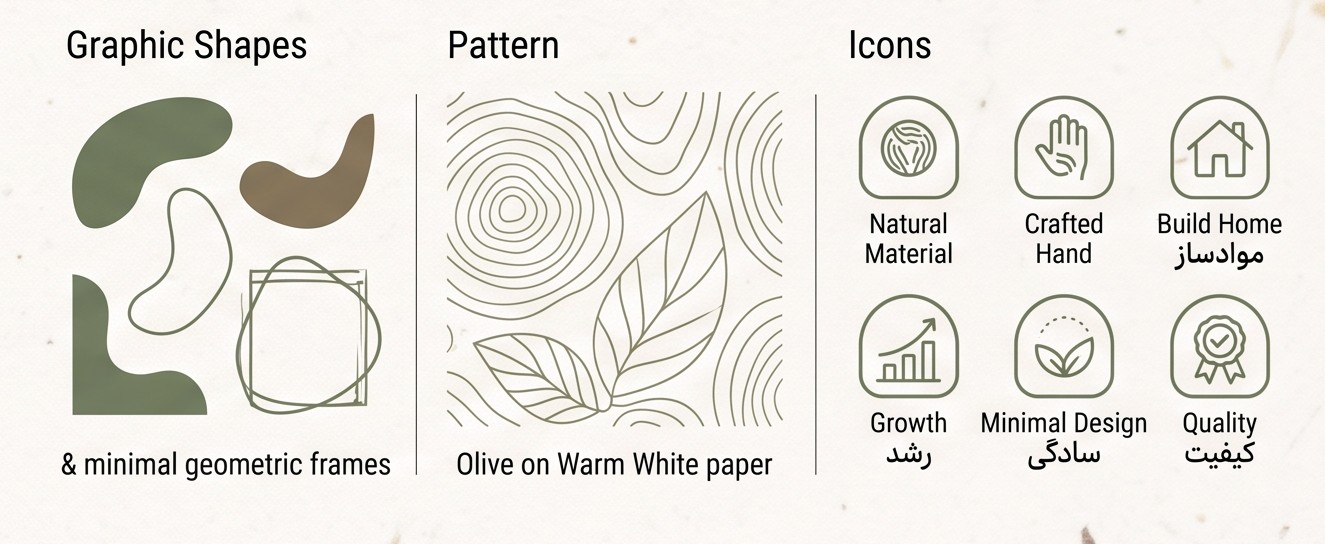 Graphic Shapes
& minimal geometric frames
Pattern
Olive on Warm White paper
Icons
Natural
Material
Crafted
Hand
Build Home
موادساز
Growth
رشد
Minimal Design
سادگی
Quality
کیفیت